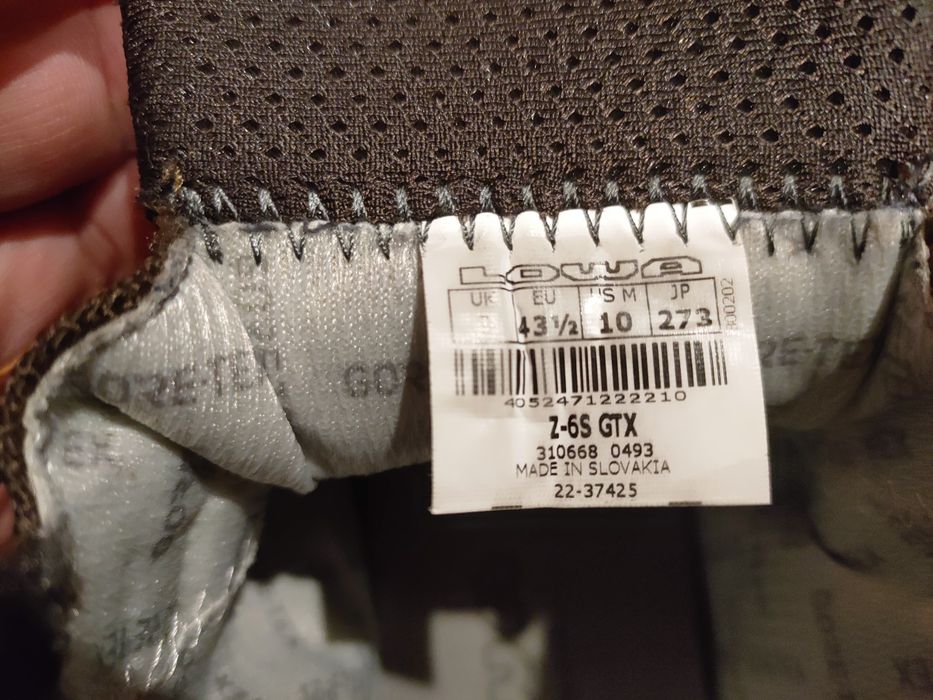 LOWA
UK EU US M JP
43½ 10 273
300202
4052471222210
Z-6S GTX
310668 0493
MADE IN SLOVAKIA
22-37425
GORE-TEX